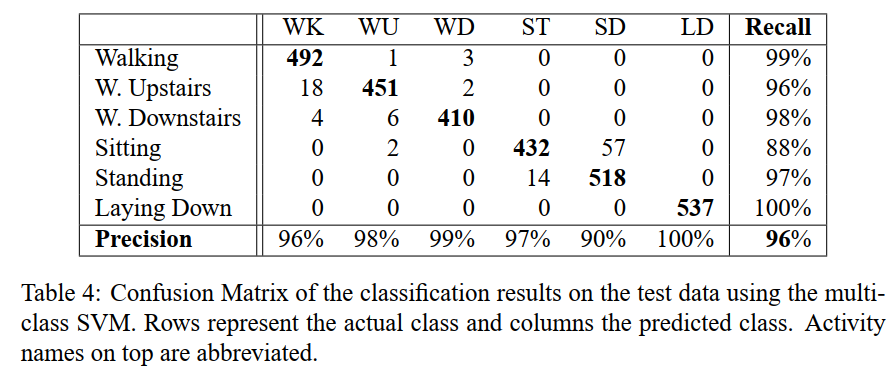 WK WU WD ST SD LD Recall
Walking 492 1 3 0 0 0 99%
W. Upstairs 18 451 2 0 0 0 96%
W. Downstairs 4 6 410 0 0 0 98%
Sitting 0 2 0 432 57 0 88%
Standing 0 0 0 14 518 0 97%
Laying Down 0 0 0 0 0 537 100%
Precision 96% 98% 99% 97% 90% 100% 96%
Table 4: Confusion Matrix of the classification results on the test data using the multi-
class SVM. Rows represent the actual class and columns the predicted class. Activity
names on top are abbreviated.